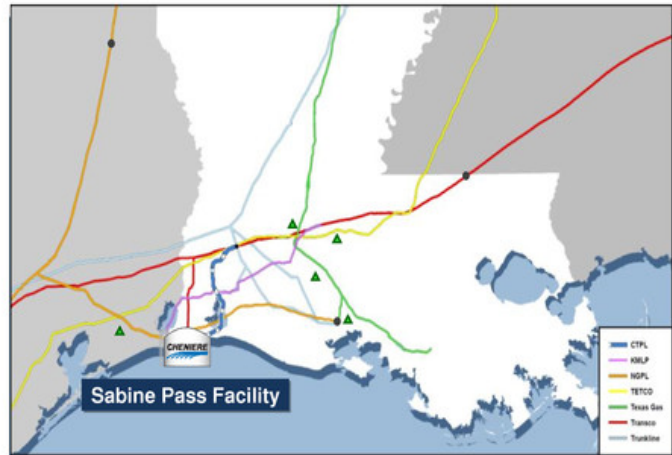 CHENIERE
Sabine Pass Facility
CTPL
KMLP
NGPL
TETCO
Texas Gas
Transco
Trunkline